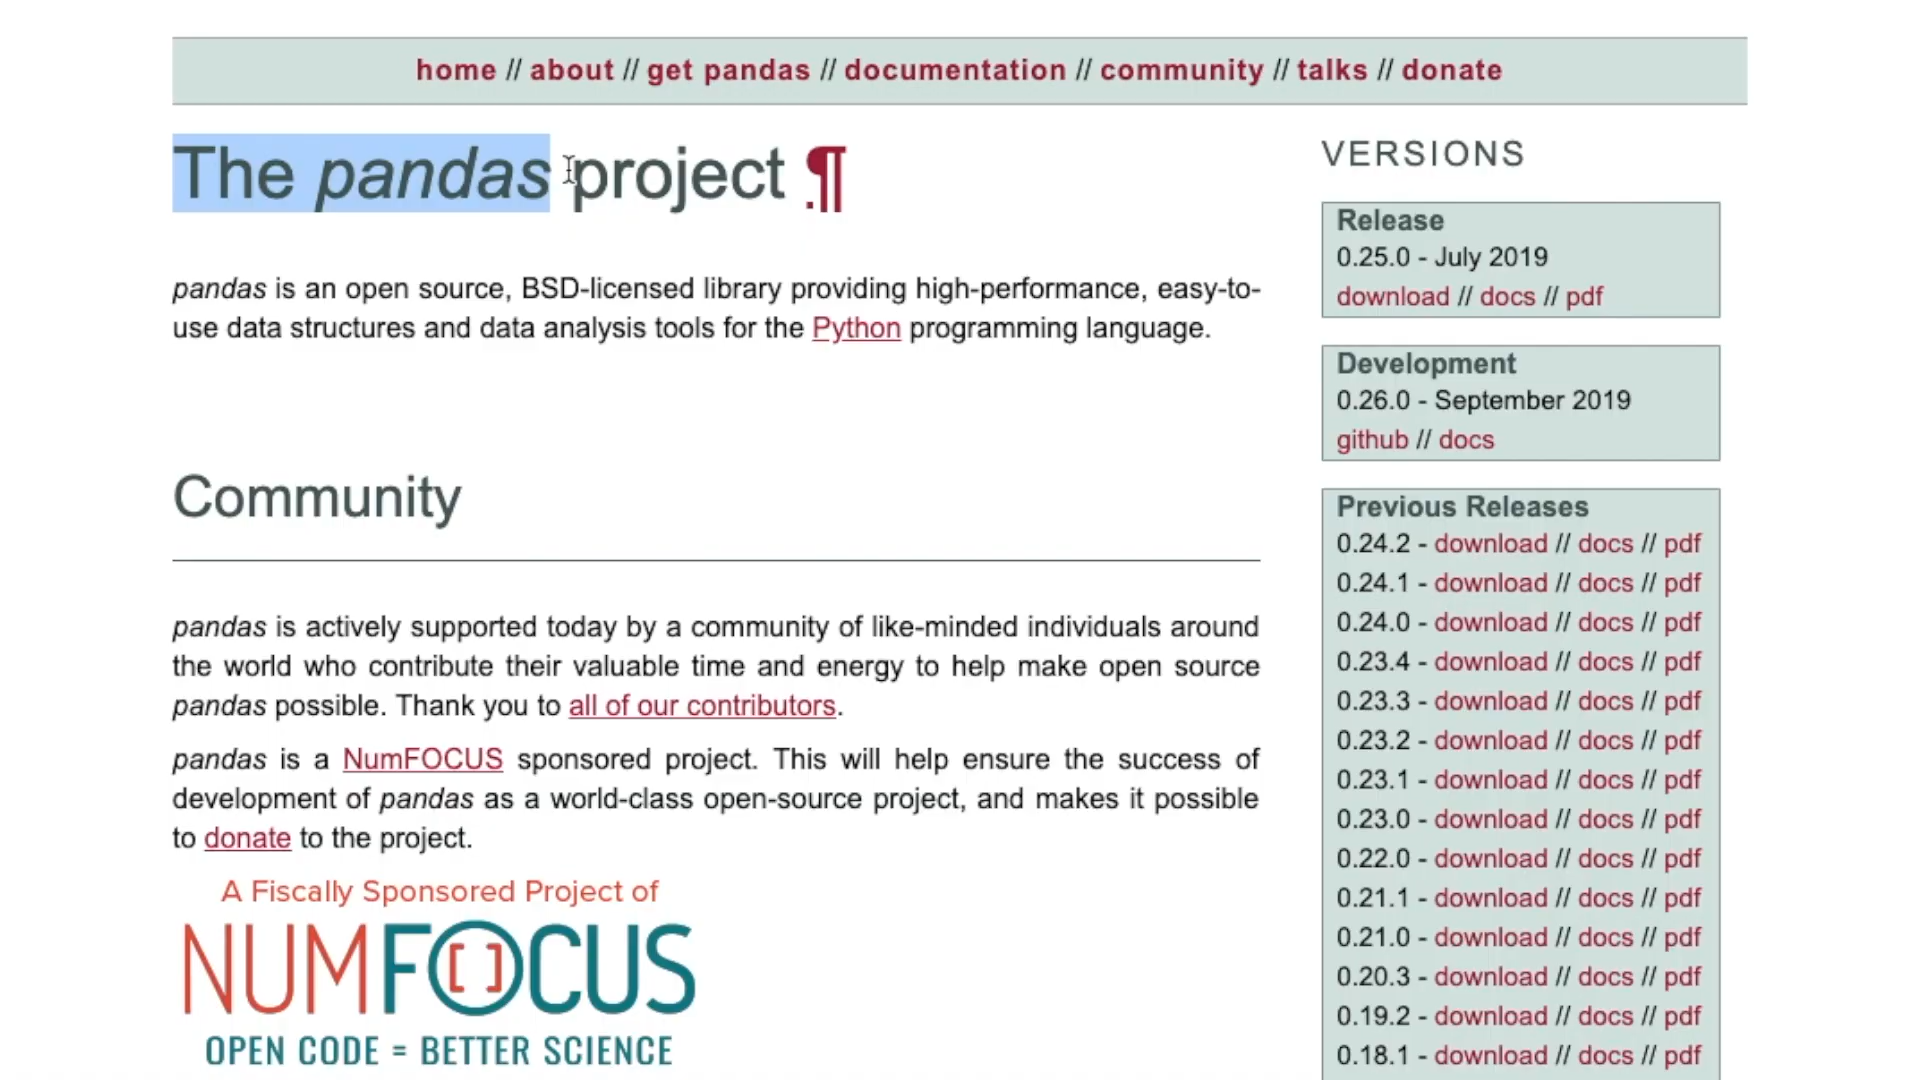 home // about // get pandas // documentation // community // talks // donate
The pandas project ¶
pandas is an open source, BSD-licensed library providing high-performance, easy-to-
use data structures and data analysis tools for the Python programming language.
Community
pandas is actively supported today by a community of like-minded individuals around
the world who contribute their valuable time and energy to help make open source
pandas possible. Thank you to all of our contributors.
pandas is a NumFOCUS sponsored project. This will help ensure the success of
development of pandas as a world-class open-source project, and makes it possible
to donate to the project.
A Fiscally Sponsored Project of
NUMFOCUS
OPEN CODE = BETTER SCIENCE
VERSIONS
Release
0.25.0 - July 2019
download // docs // pdf
Development
0.26.0 - September 2019
github // docs
Previous Releases
0.24.2 - download // docs // pdf
0.24.1 - download // docs // pdf
0.24.0 - download // docs // pdf
0.23.4 - download // docs // pdf
0.23.3 - download // docs // pdf
0.23.2 - download // docs // pdf
0.23.1 - download // docs // pdf
0.23.0 - download // docs // pdf
0.22.0 - download // docs // pdf
0.21.1 - download // docs // pdf
0.21.0 - download // docs // pdf
0.20.3 - download // docs // pdf
0.19.2 - download // docs // pdf
0.18.1 - download // docs // pdf